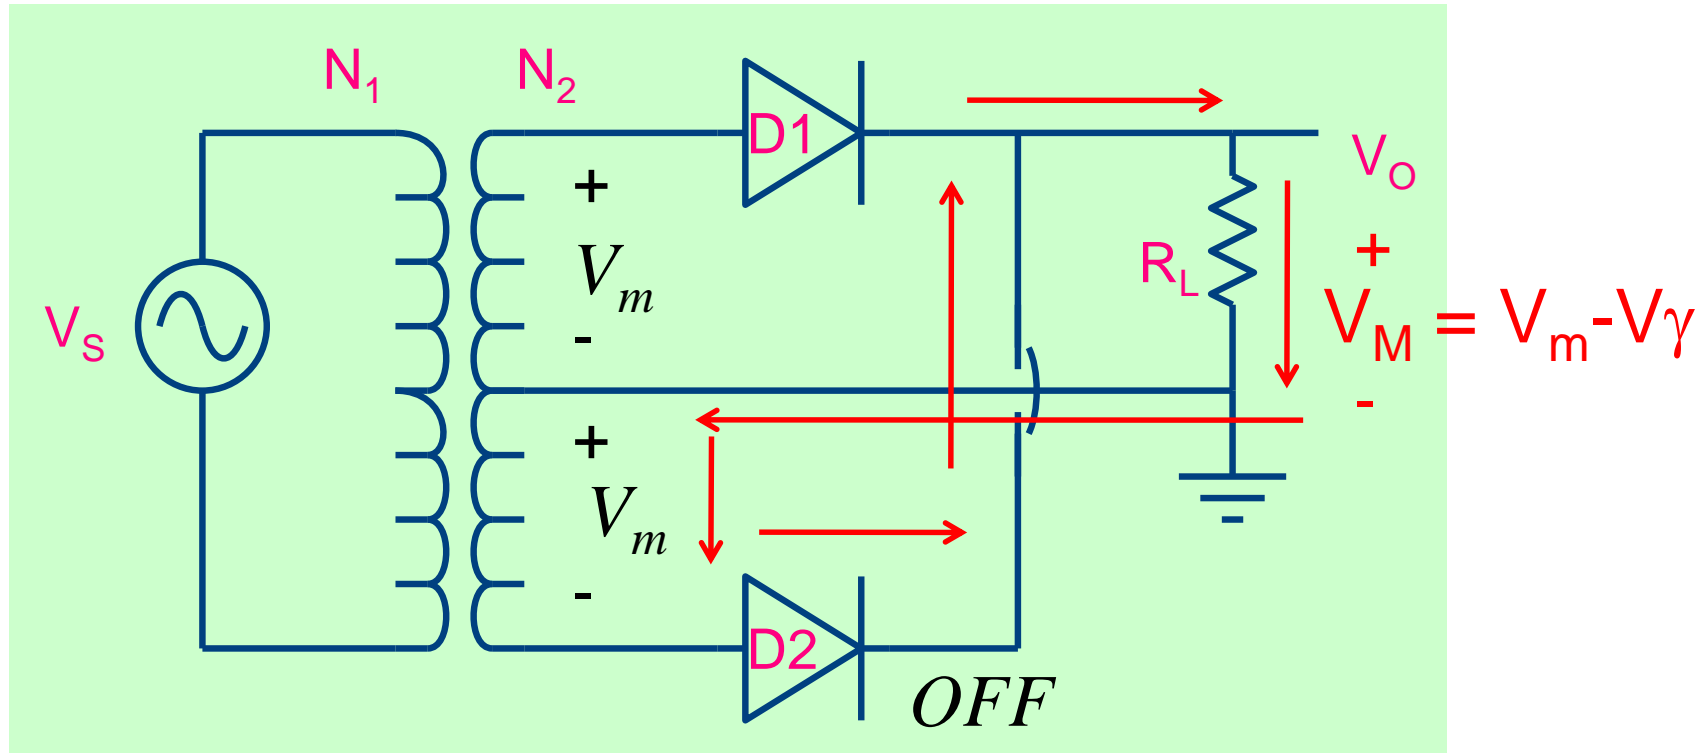 N1
N2
D1
VO
+
Vm
-
RL
+
VS
VM = Vm-Vγ
-
+
Vm
-
D2
OFF